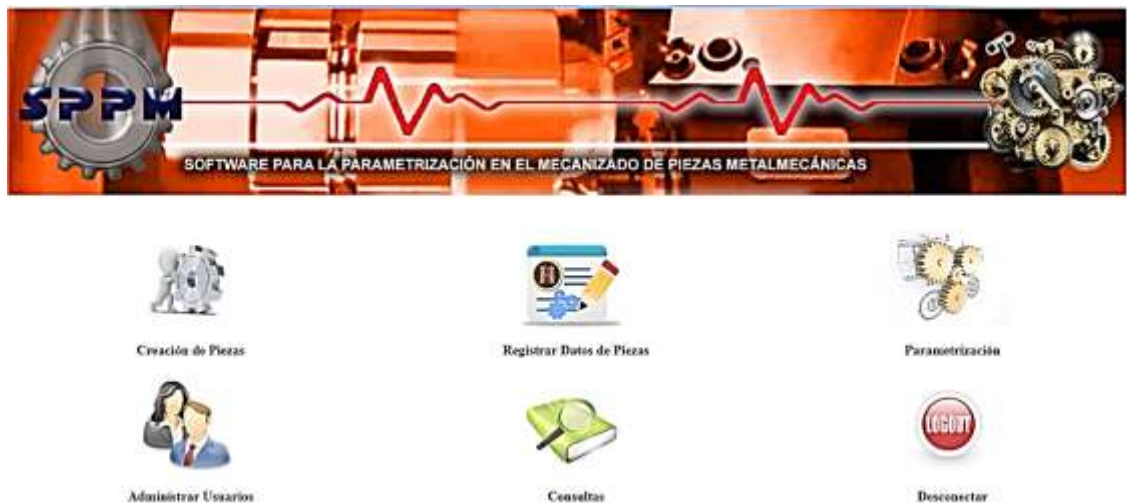 SPPM
SOFTWARE PARA LA PARAMETRIZACIÓN EN EL MECANIZADO DE PIEZAS METALMECÁNICAS
Creación de Piezas
Registrar Datos de Piezas
Parametrización
LOGOUT
Administrar Usuarios
Consultas
Desconectar